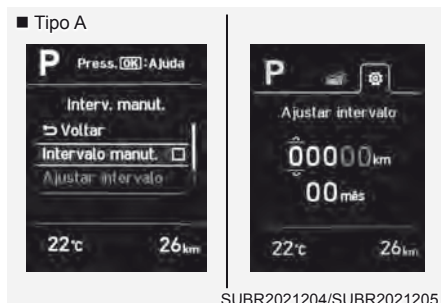 ■ Tipo A
P Press. OK :Ajuda
Interv. manut.
Voltar
Intervalo manut.
Ajustar intervalo
22°C 26km
P
Ajustar intervalo
00000km
00mês
22°C 26km
SUBR2021204/SUBR2021205